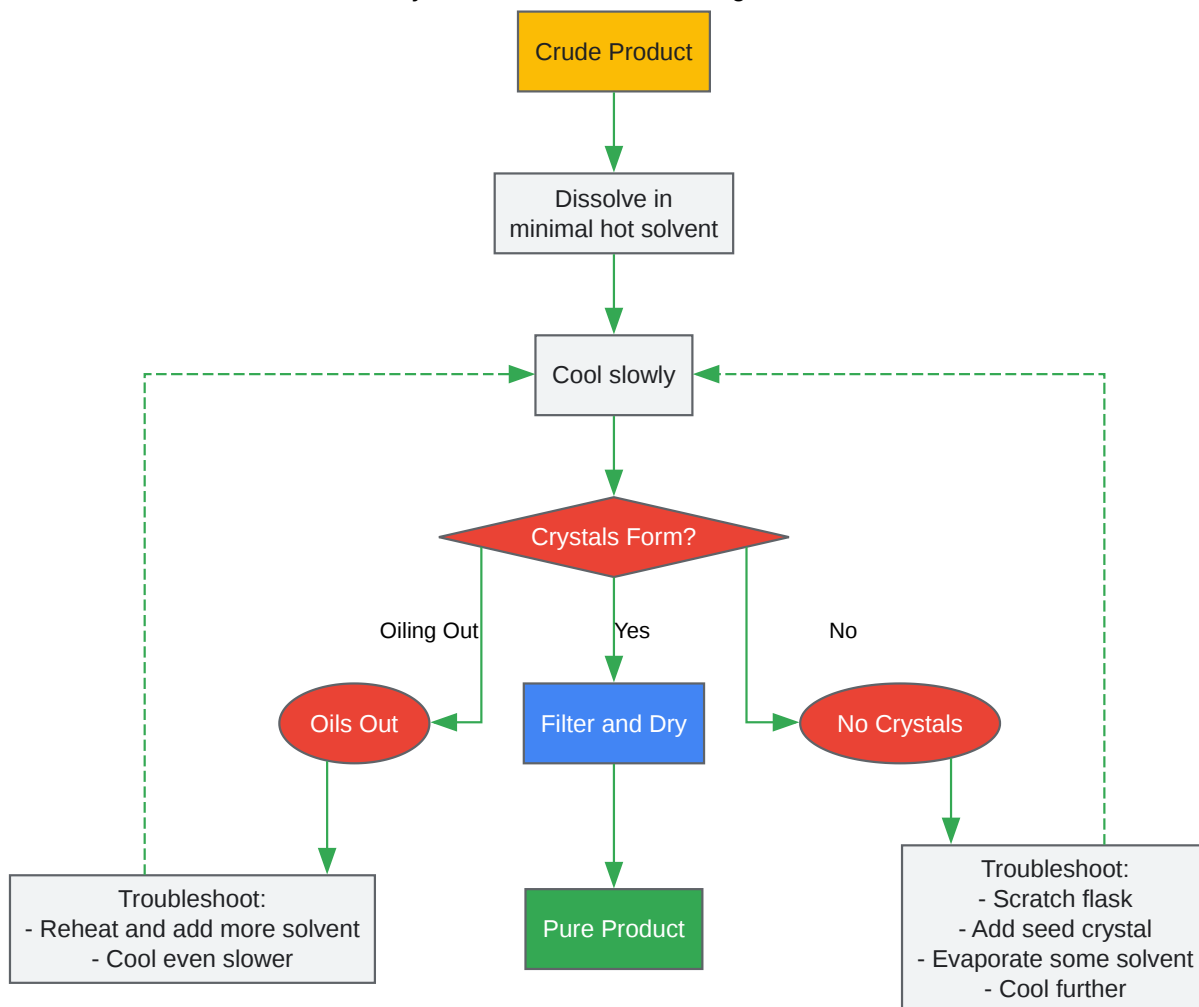 Crude Product
Dissolve in
minimal hot solvent
Cool slowly
Crystals Form?
Oiling Out
Yes
No
Oils Out
Filter and Dry
No Crystals
Troubleshoot:
- Reheat and add more solvent
- Cool even slower
Pure Product
Troubleshoot:
- Scratch flask
- Add seed crystal
- Evaporate some solvent
- Cool further